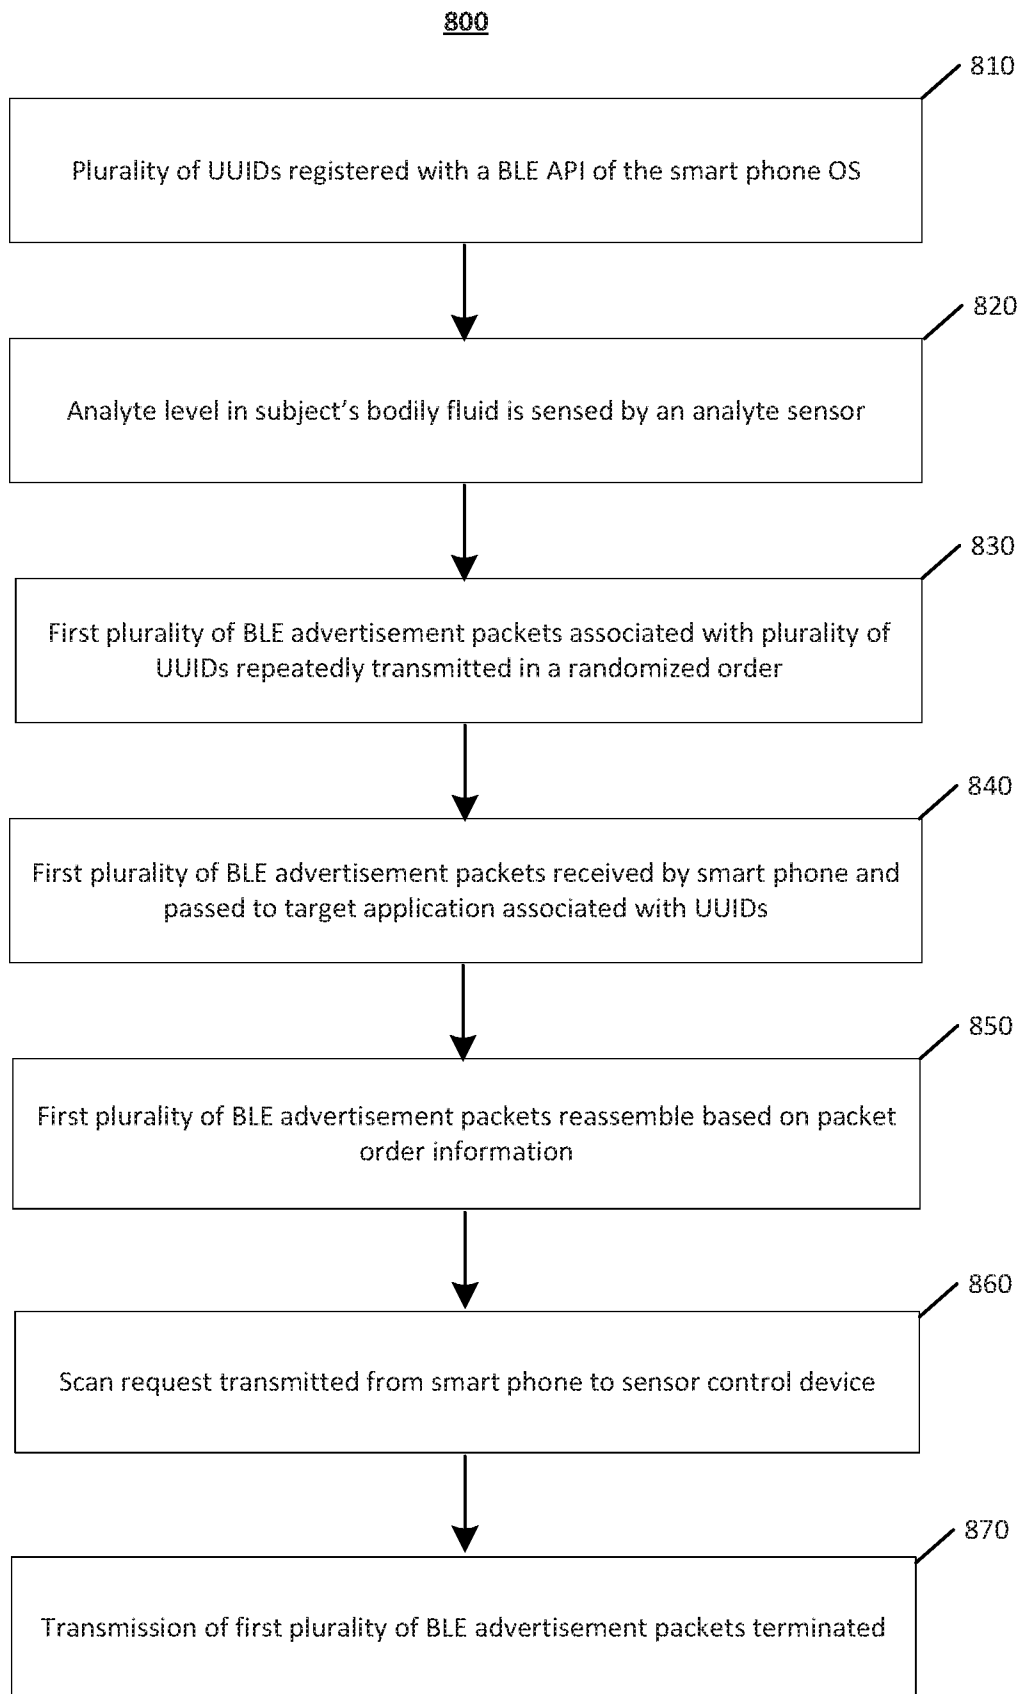 800
810
Plurality of UUIDs registered with a BLE API of the smart phone OS
820
Analyte level in subject's bodily fluid is sensed by an analyte sensor
830
First plurality of BLE advertisement packets associated with plurality of
UUIDs repeatedly transmitted in a randomized order
840
First plurality of BLE advertisement packets received by smart phone and
passed to target application associated with UUIDs
850
First plurality of BLE advertisement packets reassemble based on packet
order information
860
Scan request transmitted from smart phone to sensor control device
870
Transmission of first plurality of BLE advertisement packets terminated